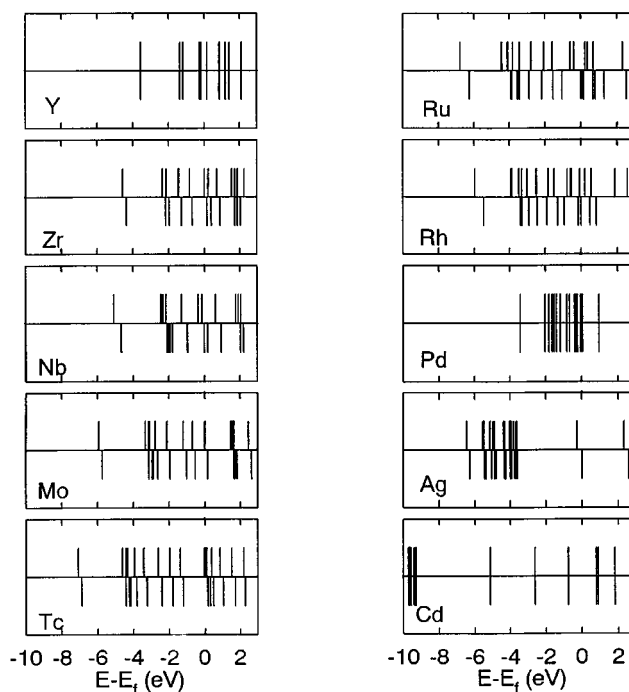 Y
Zr
Nb
Mo
Tc
-10 -8 -6 -4 -2 0 2
E-E_f (eV)
Ru
Rh
Pd
Ag
Cd
-10 -8 -6 -4 -2 0 2
E-E_f (eV)